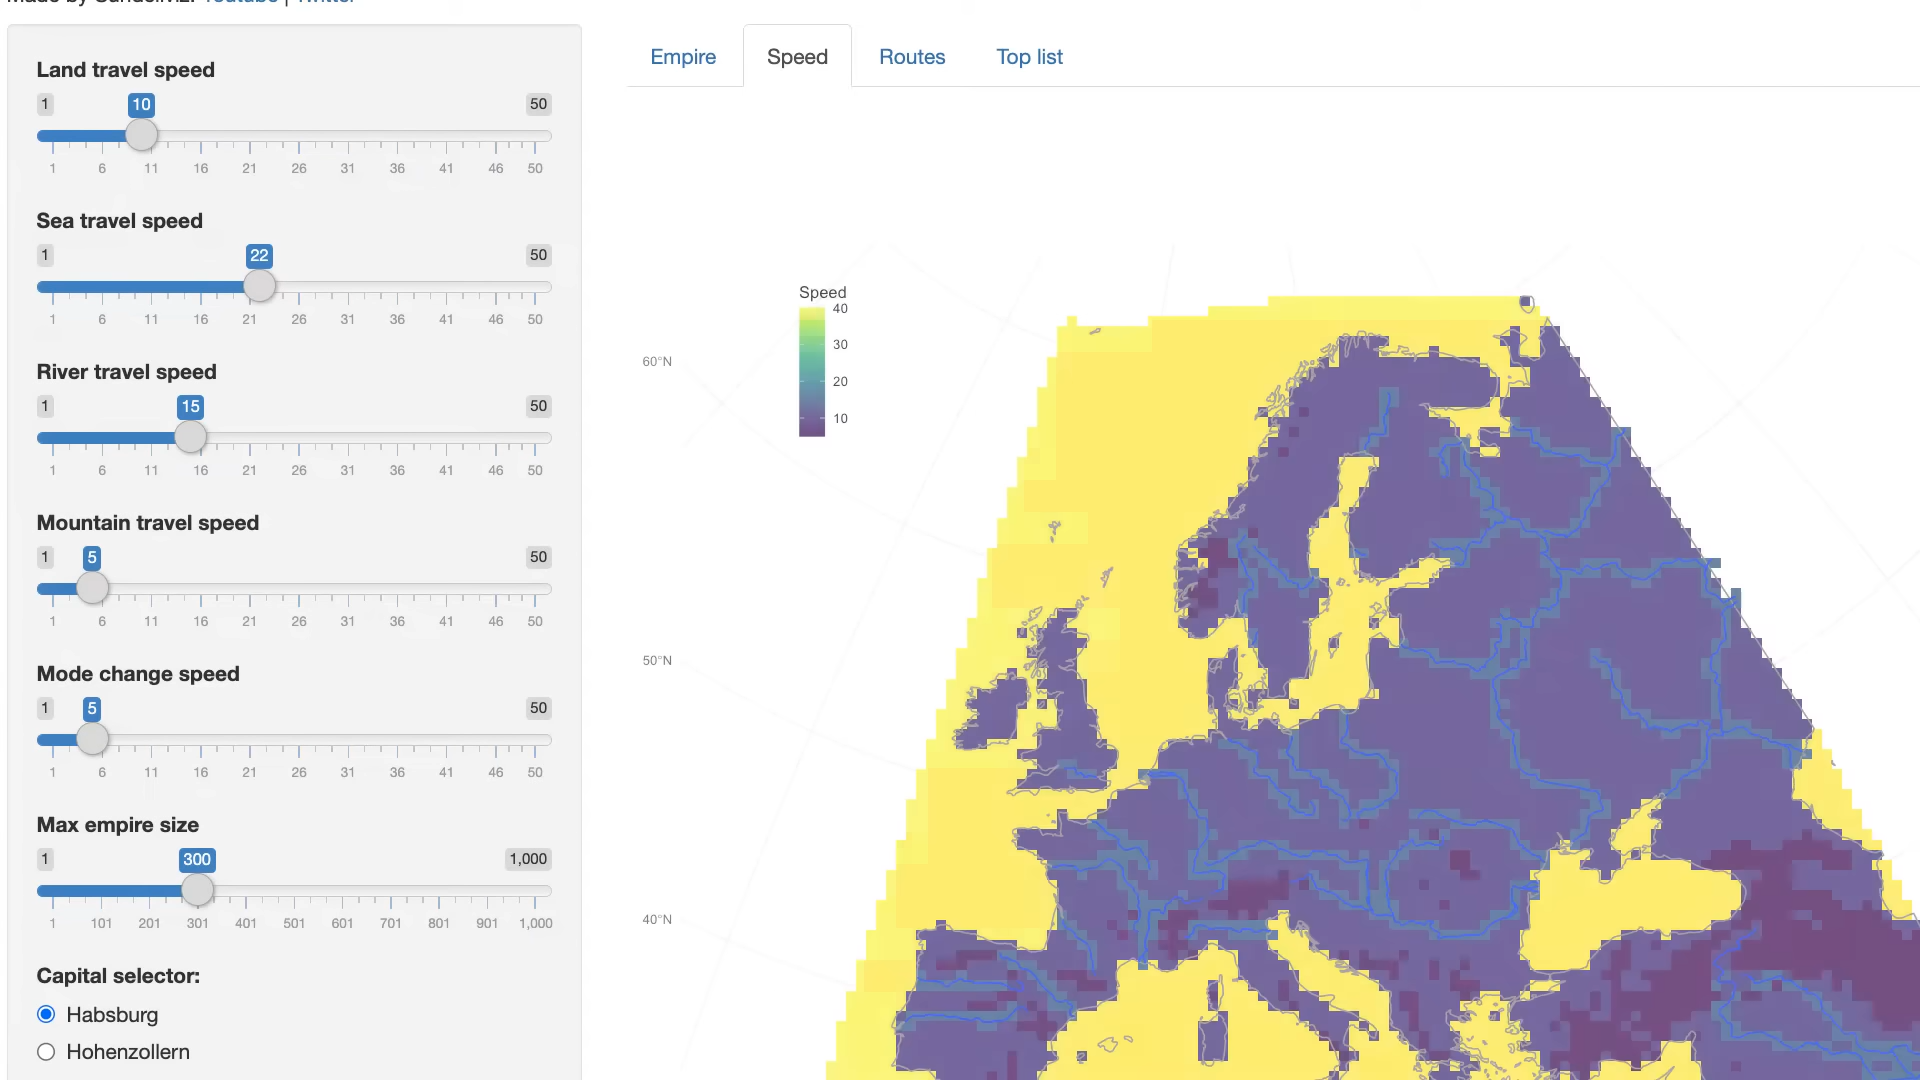 Made by Sundellviz. Youtube | Twitter
Land travel speed
1 10 50
1 6 11 16 21 26 31 36 41 46 50
Sea travel speed
1 22 50
1 6 11 16 21 26 31 36 41 46 50
River travel speed
1 15 50
1 6 11 16 21 26 31 36 41 46 50
Mountain travel speed
1 5 50
1 6 11 16 21 26 31 36 41 46 50
Mode change speed
1 5 50
1 6 11 16 21 26 31 36 41 46 50
Max empire size
1 300 1,000
1 101 201 301 401 501 601 701 801 901 1,000
Capital selector:
Habsburg
Hohenzollern
Empire Speed Routes Top list
Speed
40
30
20
10
60°N
50°N
40°N